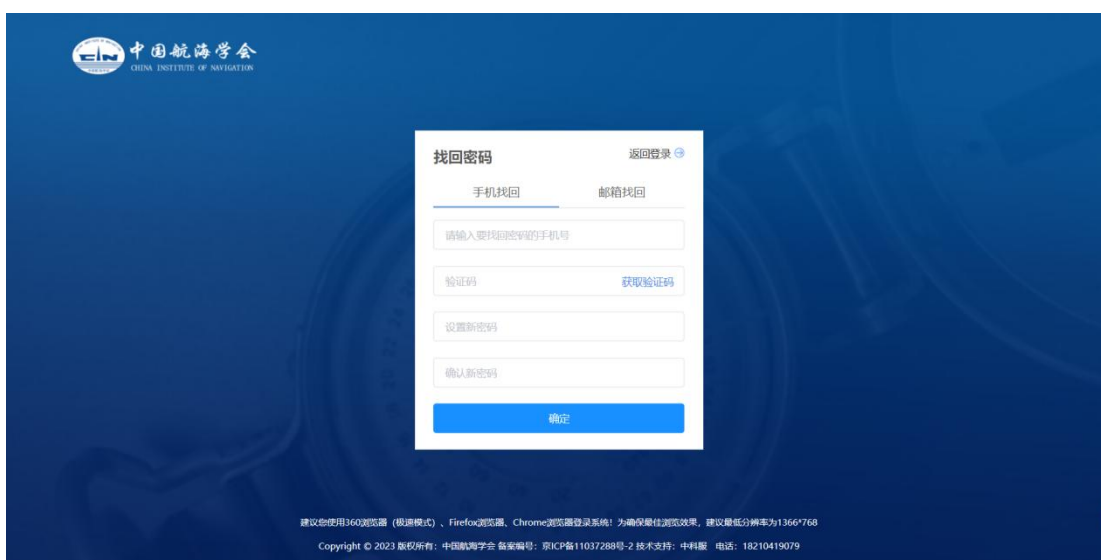 中国航海学会
CHINA INSTITUTE OF NAVIGATION
找回密码 返回登录
手机找回 邮箱找回
请输入要找回密码的手机号
验证码 获取验证码
设置新密码
确认新密码
确定
建议您使用360浏览器（极速模式）、Firefox浏览器、Chrome浏览器登录系统！为确保最佳浏览效果，建议最低分辨率为1366*768
Copyright © 2023 版权所有：中国航海学会 备案编号：京ICP备11037288号-2 技术支持：中科服 电话：18210419079